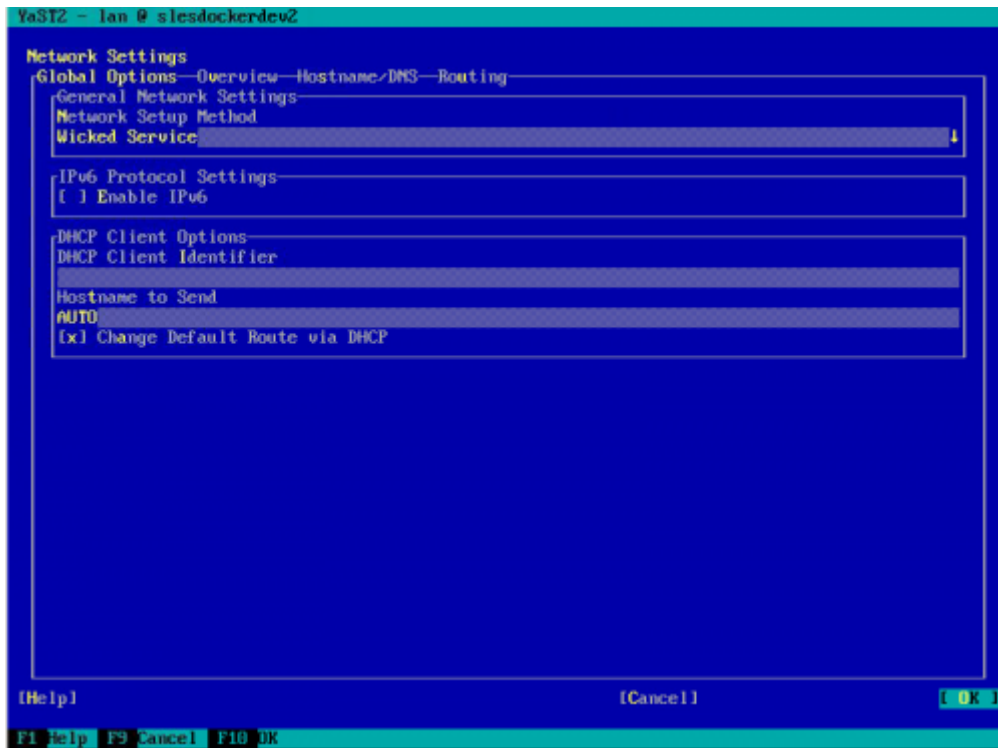 YaST2 - lan @ slesdockerdev2
Network Settings
Global Options—Overview—Hostname/DNS—Routing
General Network Settings
Network Setup Method
Wicked Service ↓
IPv6 Protocol Settings
[ ] Enable IPv6
DHCP Client Options
DHCP Client Identifier
Hostname to Send
AUTO
[x] Change Default Route via DHCP
[Help] [Cancel] [ OK ]
F1 Help F9 Cancel F10 OK